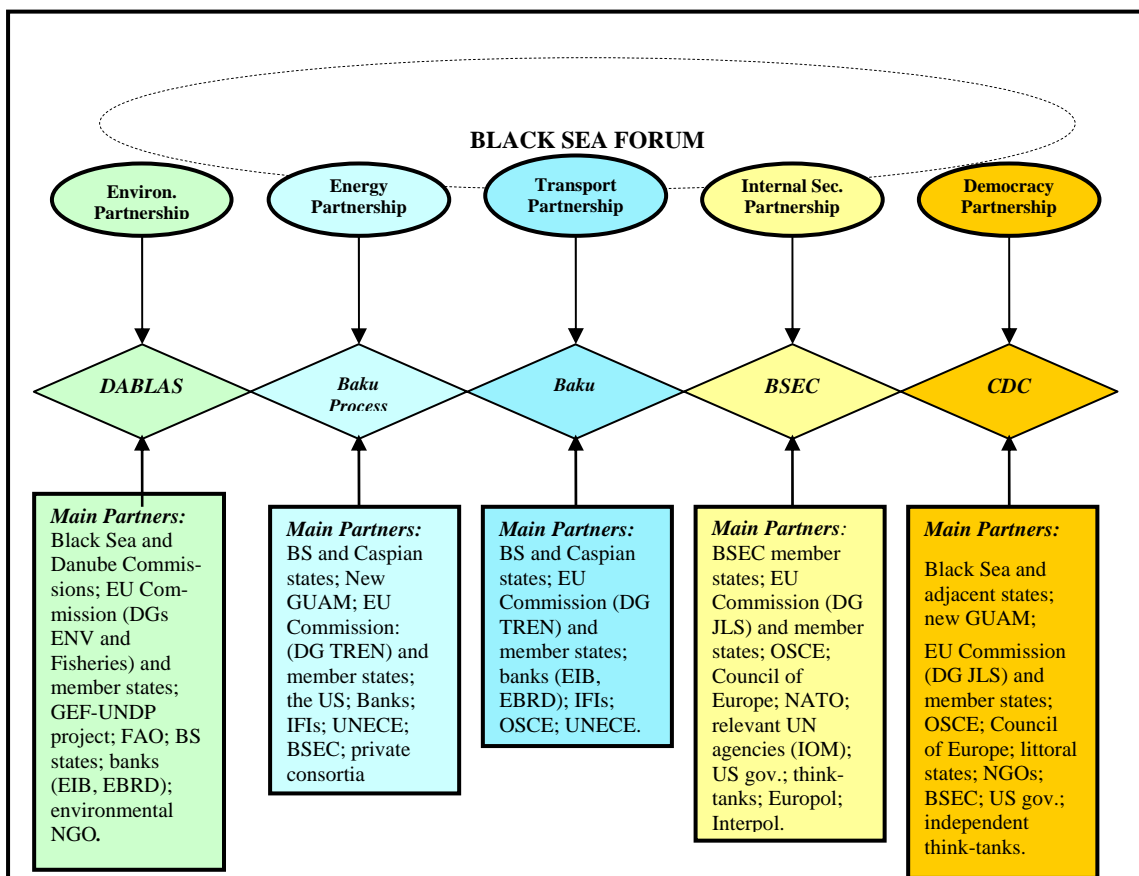 BLACK SEA FORUM
Environ.
Partnership
Energy
Partnership
Transport
Partnership
Internal Sec.
Partnership
Democracy
Partnership
DABLAS
Baku
Process
Baku
BSEC
CDC
Main Partners:
Black Sea and
Danube Commis-
sions; EU Com-
mission (DGs
ENV and
Fisheries) and
member states;
GEF-UNDP
project; FAO; BS
states; banks
(EIB, EBRD);
environmental
NGO.
Main Partners:
BS and Caspian
states; New
GUAM; EU
Commission:
(DG TREN) and
member states;
the US; Banks;
IFIs; UNECE;
BSEC; private
consortia
Main Partners:
BS and Caspian
states; EU
Commission (DG
TREN) and
member states;
banks (EIB,
EBRD); IFIs;
OSCE; UNECE.
Main Partners:
BSEC member
states; EU
Commission (DG
JLS) and member
states; OSCE;
Council of
Europe; NATO;
relevant UN
agencies (IOM);
US gov.; think-
tanks; Europol;
Interpol.
Main Partners:
Black Sea and
adjacent states;
new GUAM;
EU Commission
(DG JLS) and
member states;
OSCE; Council
of Europe; littoral
states; NGOs;
BSEC; US gov.;
independent
think-tanks.